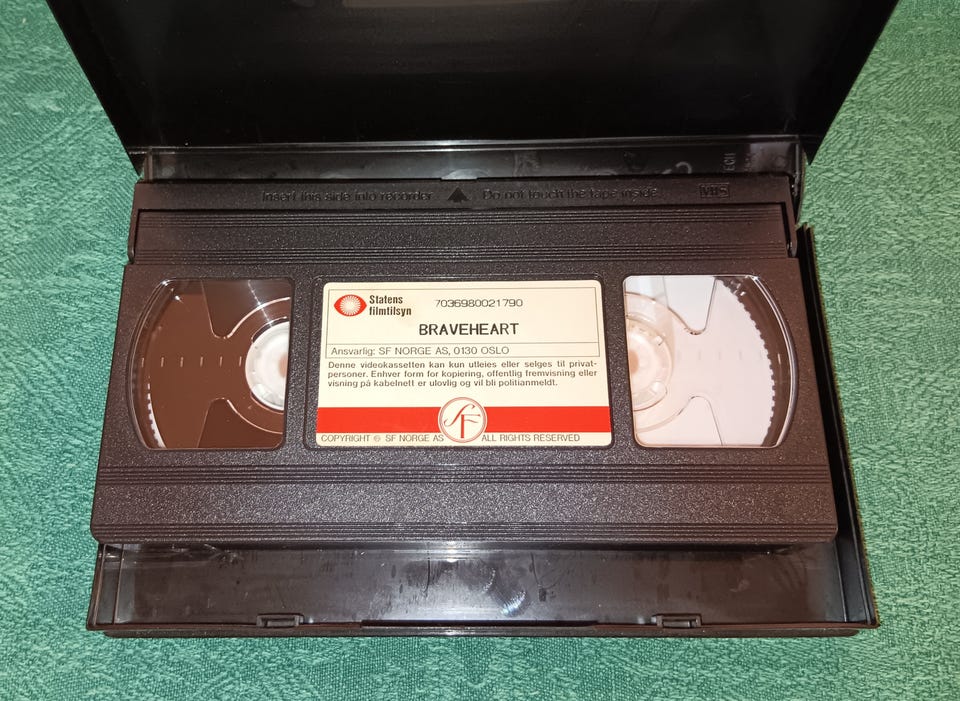 Insert this side into recorder ▲ Do not touch the tape inside VHS
Statens
filmtilsyn
7036980021790
BRAVEHEART
Ansvarlig: SF NORGE AS, 0130 OSLO
Denne videokassetten kan kun utleies eller selges til privat-
personer. Enhver form for kopiering, offentlig fremvisning eller
visning på kabelnett er ulovlig og vil bli politianmeldt.
SF
COPYRIGHT © SF NORGE AS ALL RIGHTS RESERVED